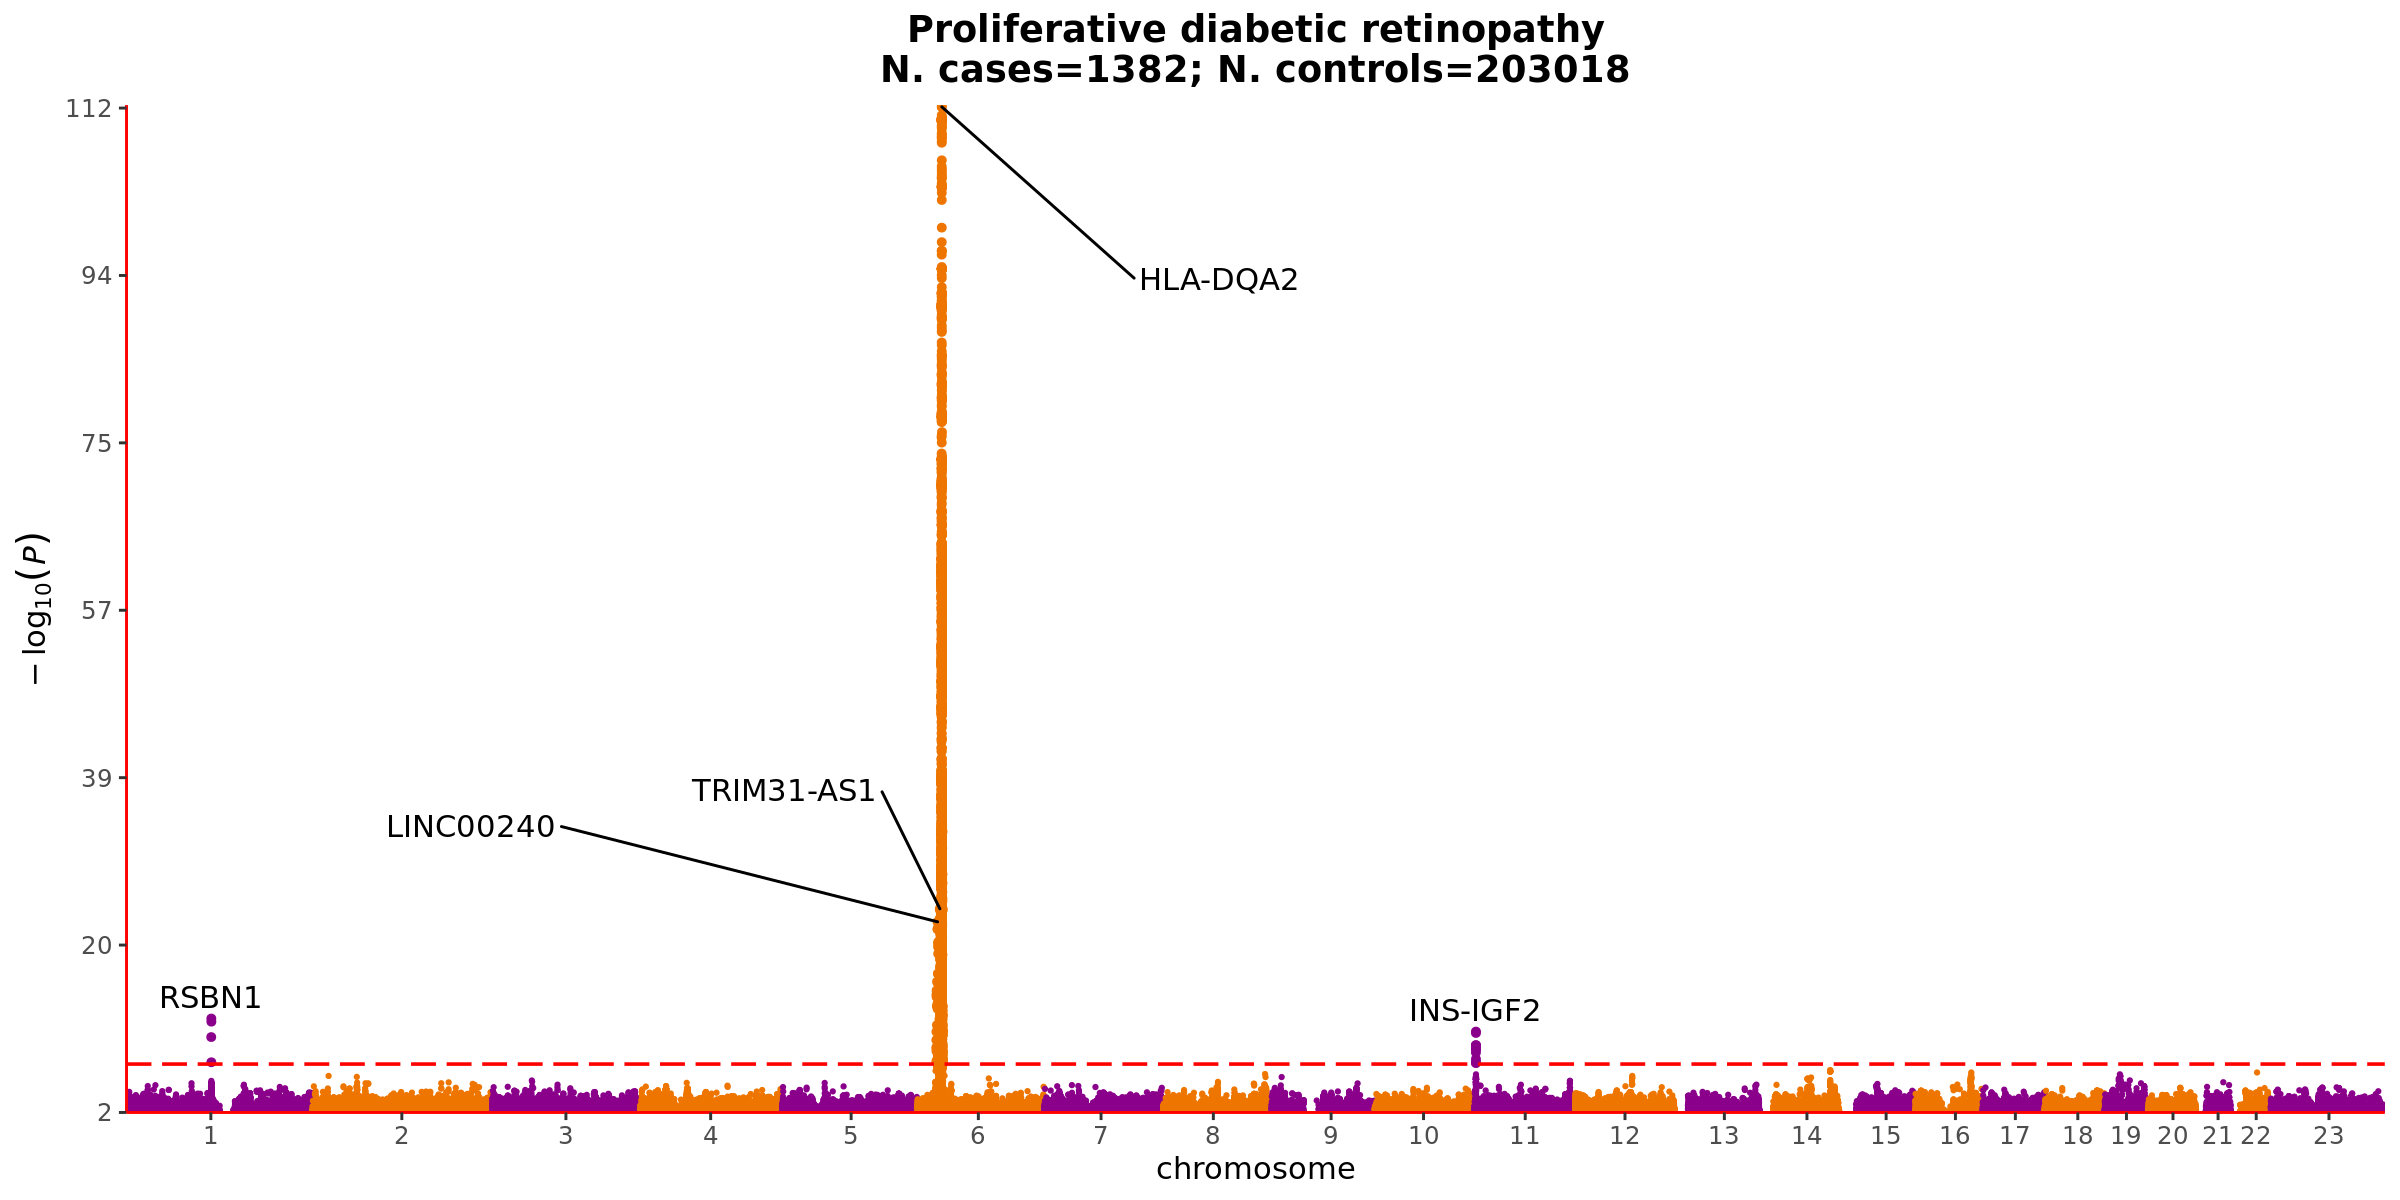 Proliferative diabetic retinopathy
N. cases=1382; N. controls=203018
112
94
75
57
39
20
2
−log10(P)
HLA-DQA2
TRIM31-AS1
LINC00240
RSBN1
INS-IGF2
1 2 3 4 5 6 7 8 9 10 11 12 13 14 15 16 17 18 19 20 21 22 23
chromosome